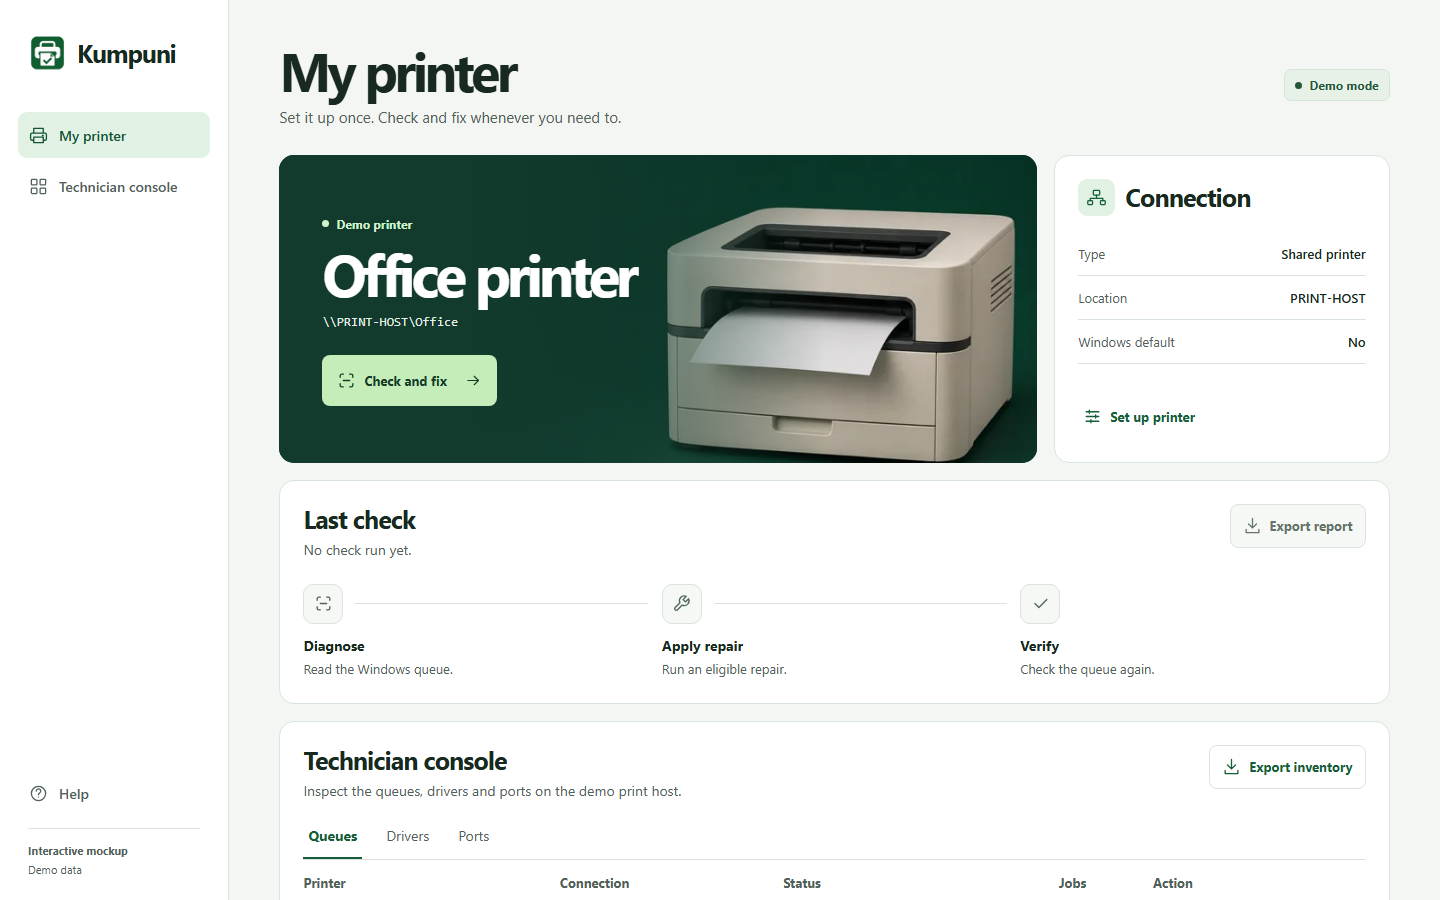 Kumpuni
My printer
Technician console
Help
Interactive mockup
Demo data
My printer
Set it up once. Check and fix whenever you need to.
Demo mode
Demo printer
Office printer
\\PRINT-HOST\Office
Check and fix
Connection
Type Shared printer
Location PRINT-HOST
Windows default No
Set up printer
Last check
No check run yet.
Export report
Diagnose
Read the Windows queue.
Apply repair
Run an eligible repair.
Verify
Check the queue again.
Technician console
Inspect the queues, drivers and ports on the demo print host.
Export inventory
Queues Drivers Ports
Printer Connection Status Jobs Action